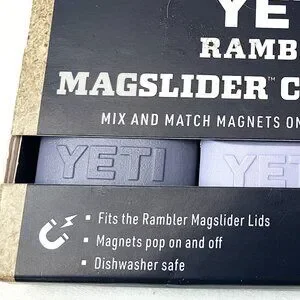 YETI
RAMB
MAGSLIDER™ C
MIX AND MATCH MAGNETS ON
YETI YETI
▪ Fits the Rambler Magslider Lids
▪ Magnets pop on and off
▪ Dishwasher safe